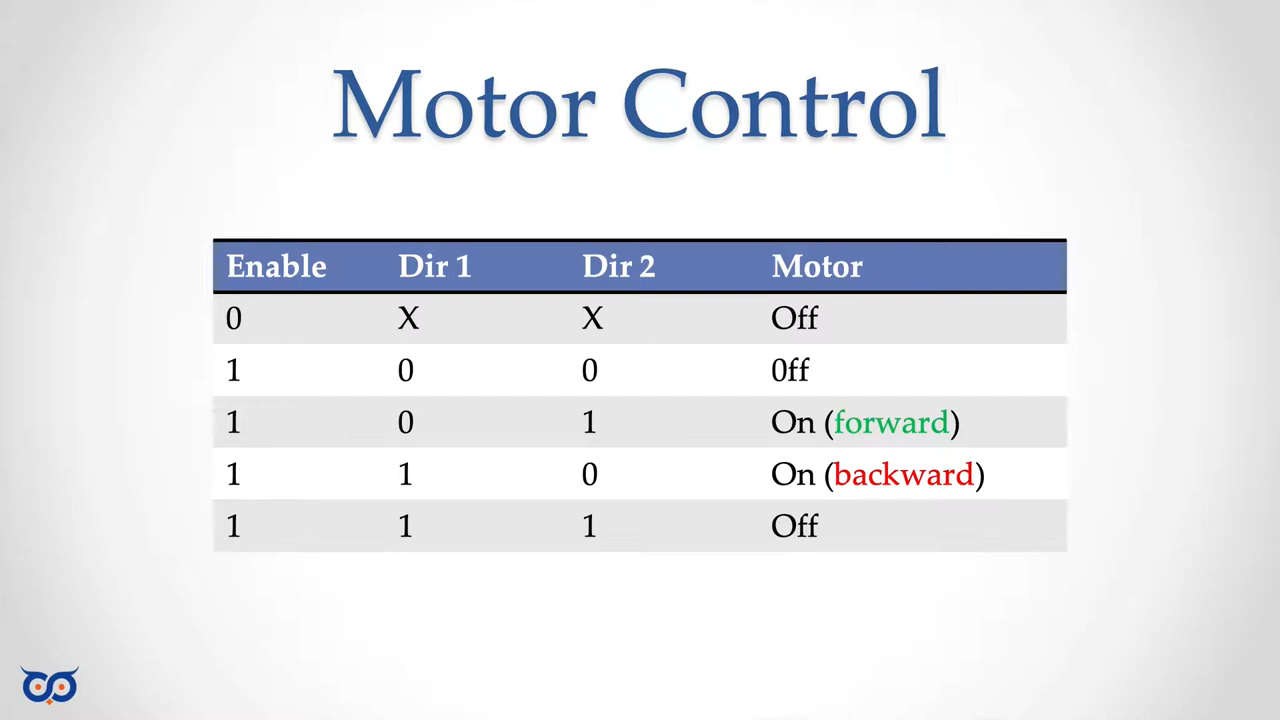 Motor Control
Enable Dir 1 Dir 2 Motor
0 X X Off
1 0 0 0ff
1 0 1 On (forward)
1 1 0 On (backward)
1 1 1 Off